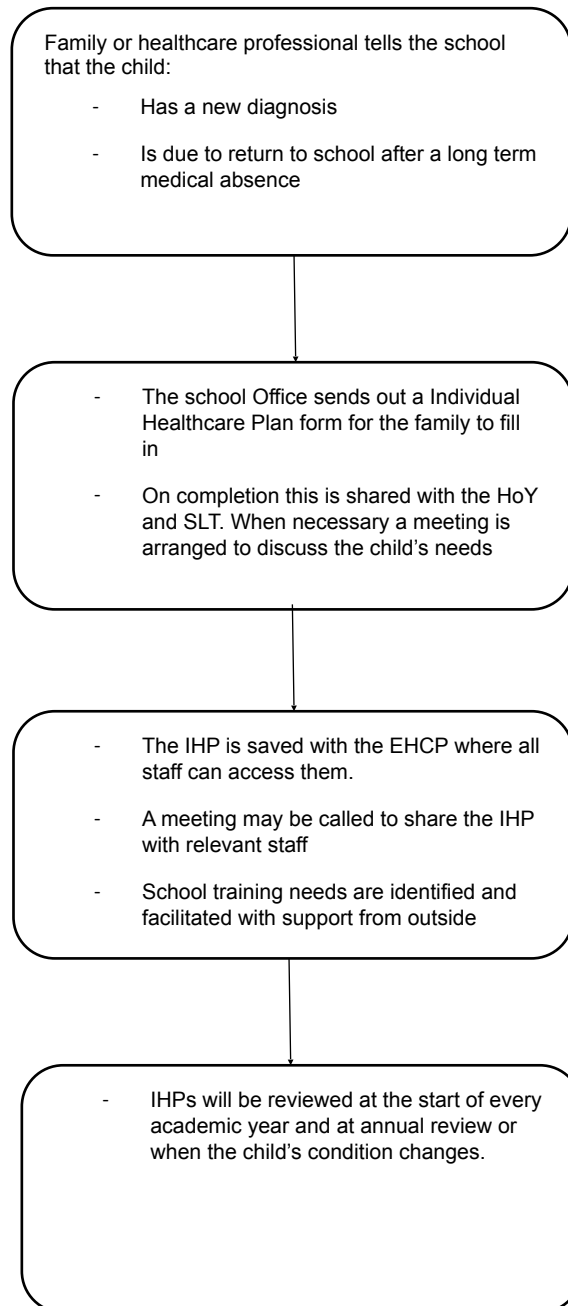 Family or healthcare professional tells the school
that the child:
- Has a new diagnosis
- Is due to return to school after a long term
medical absence
- The school Office sends out a Individual
Healthcare Plan form for the family to fill
in
- On completion this is shared with the HoY
and SLT. When necessary a meeting is
arranged to discuss the child's needs
- The IHP is saved with the EHCP where all
staff can access them.
- A meeting may be called to share the IHP
with relevant staff
- School training needs are identified and
facilitated with support from outside
- IHPs will be reviewed at the start of every
academic year and at annual review or
when the child's condition changes.